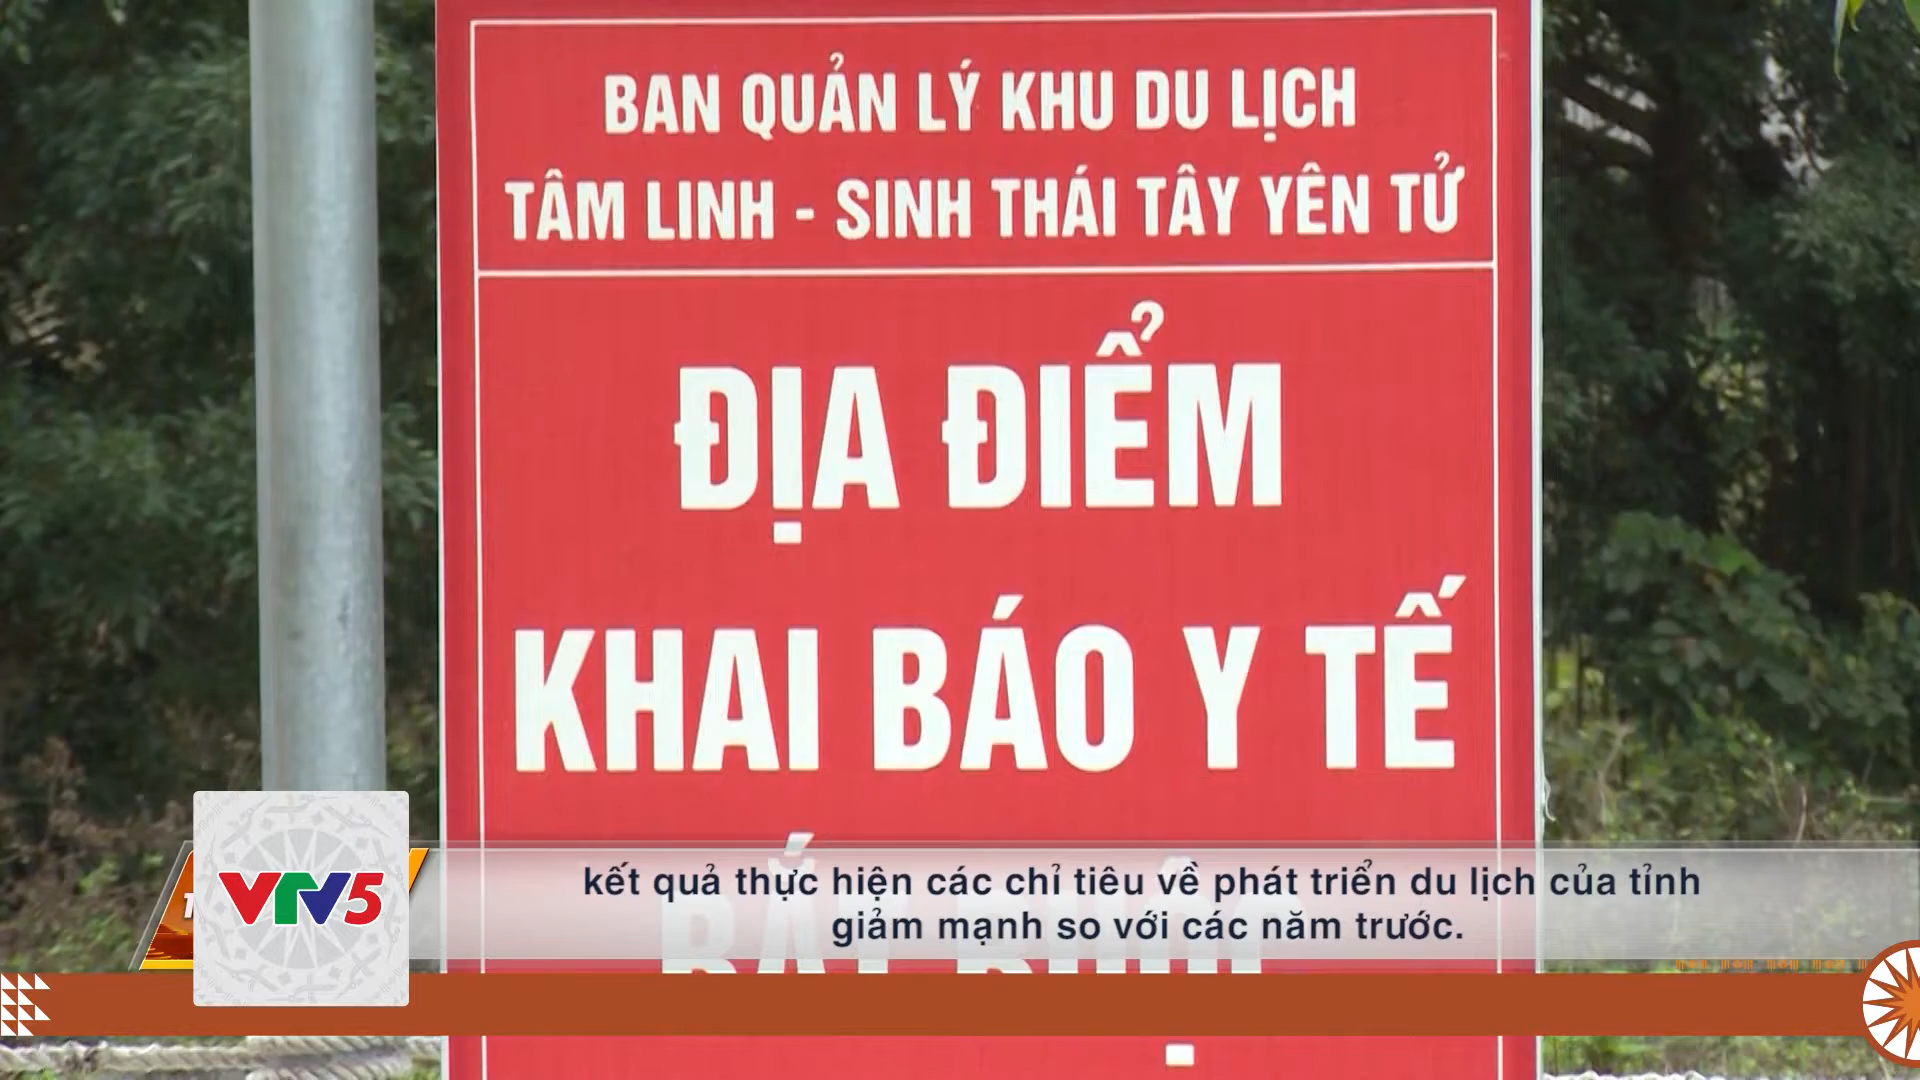 BAN QUẢN LÝ KHU DU LỊCH
TÂM LINH - SINH THÁI TÂY YÊN TỬ
ĐỊA ĐIỂM
KHAI BÁO Y TẾ
BẮT BUỘC
VTV5
kết quả thực hiện các chỉ tiêu về phát triển du lịch của tỉnh
giảm mạnh so với các năm trước.